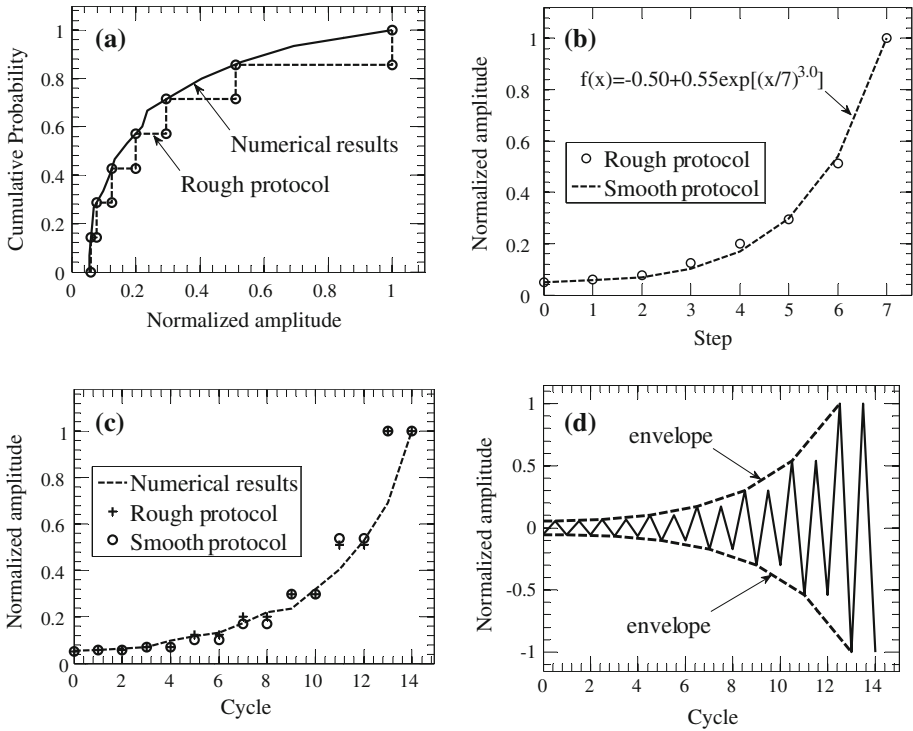 (a)
Cumulative Probability
1
0.8
0.6
0.4
0.2
0
Numerical results
Rough protocol
0 0.2 0.4 0.6 0.8 1
Normalized amplitude
(b)
Normalized amplitude
1
0.8
0.6
0.4
0.2
0
f(x)=-0.50+0.55exp[(x/7)^3.0]
Rough protocol
Smooth protocol
0 1 2 3 4 5 6 7
Step
(c)
Normalized amplitude
1
0.8
0.6
0.4
0.2
0
Numerical results
Rough protocol
Smooth protocol
0 2 4 6 8 10 12 14
Cycle
(d)
Normalized amplitude
1
0.5
0
-0.5
-1
envelope
envelope
0 2 4 6 8 10 12 14
Cycle